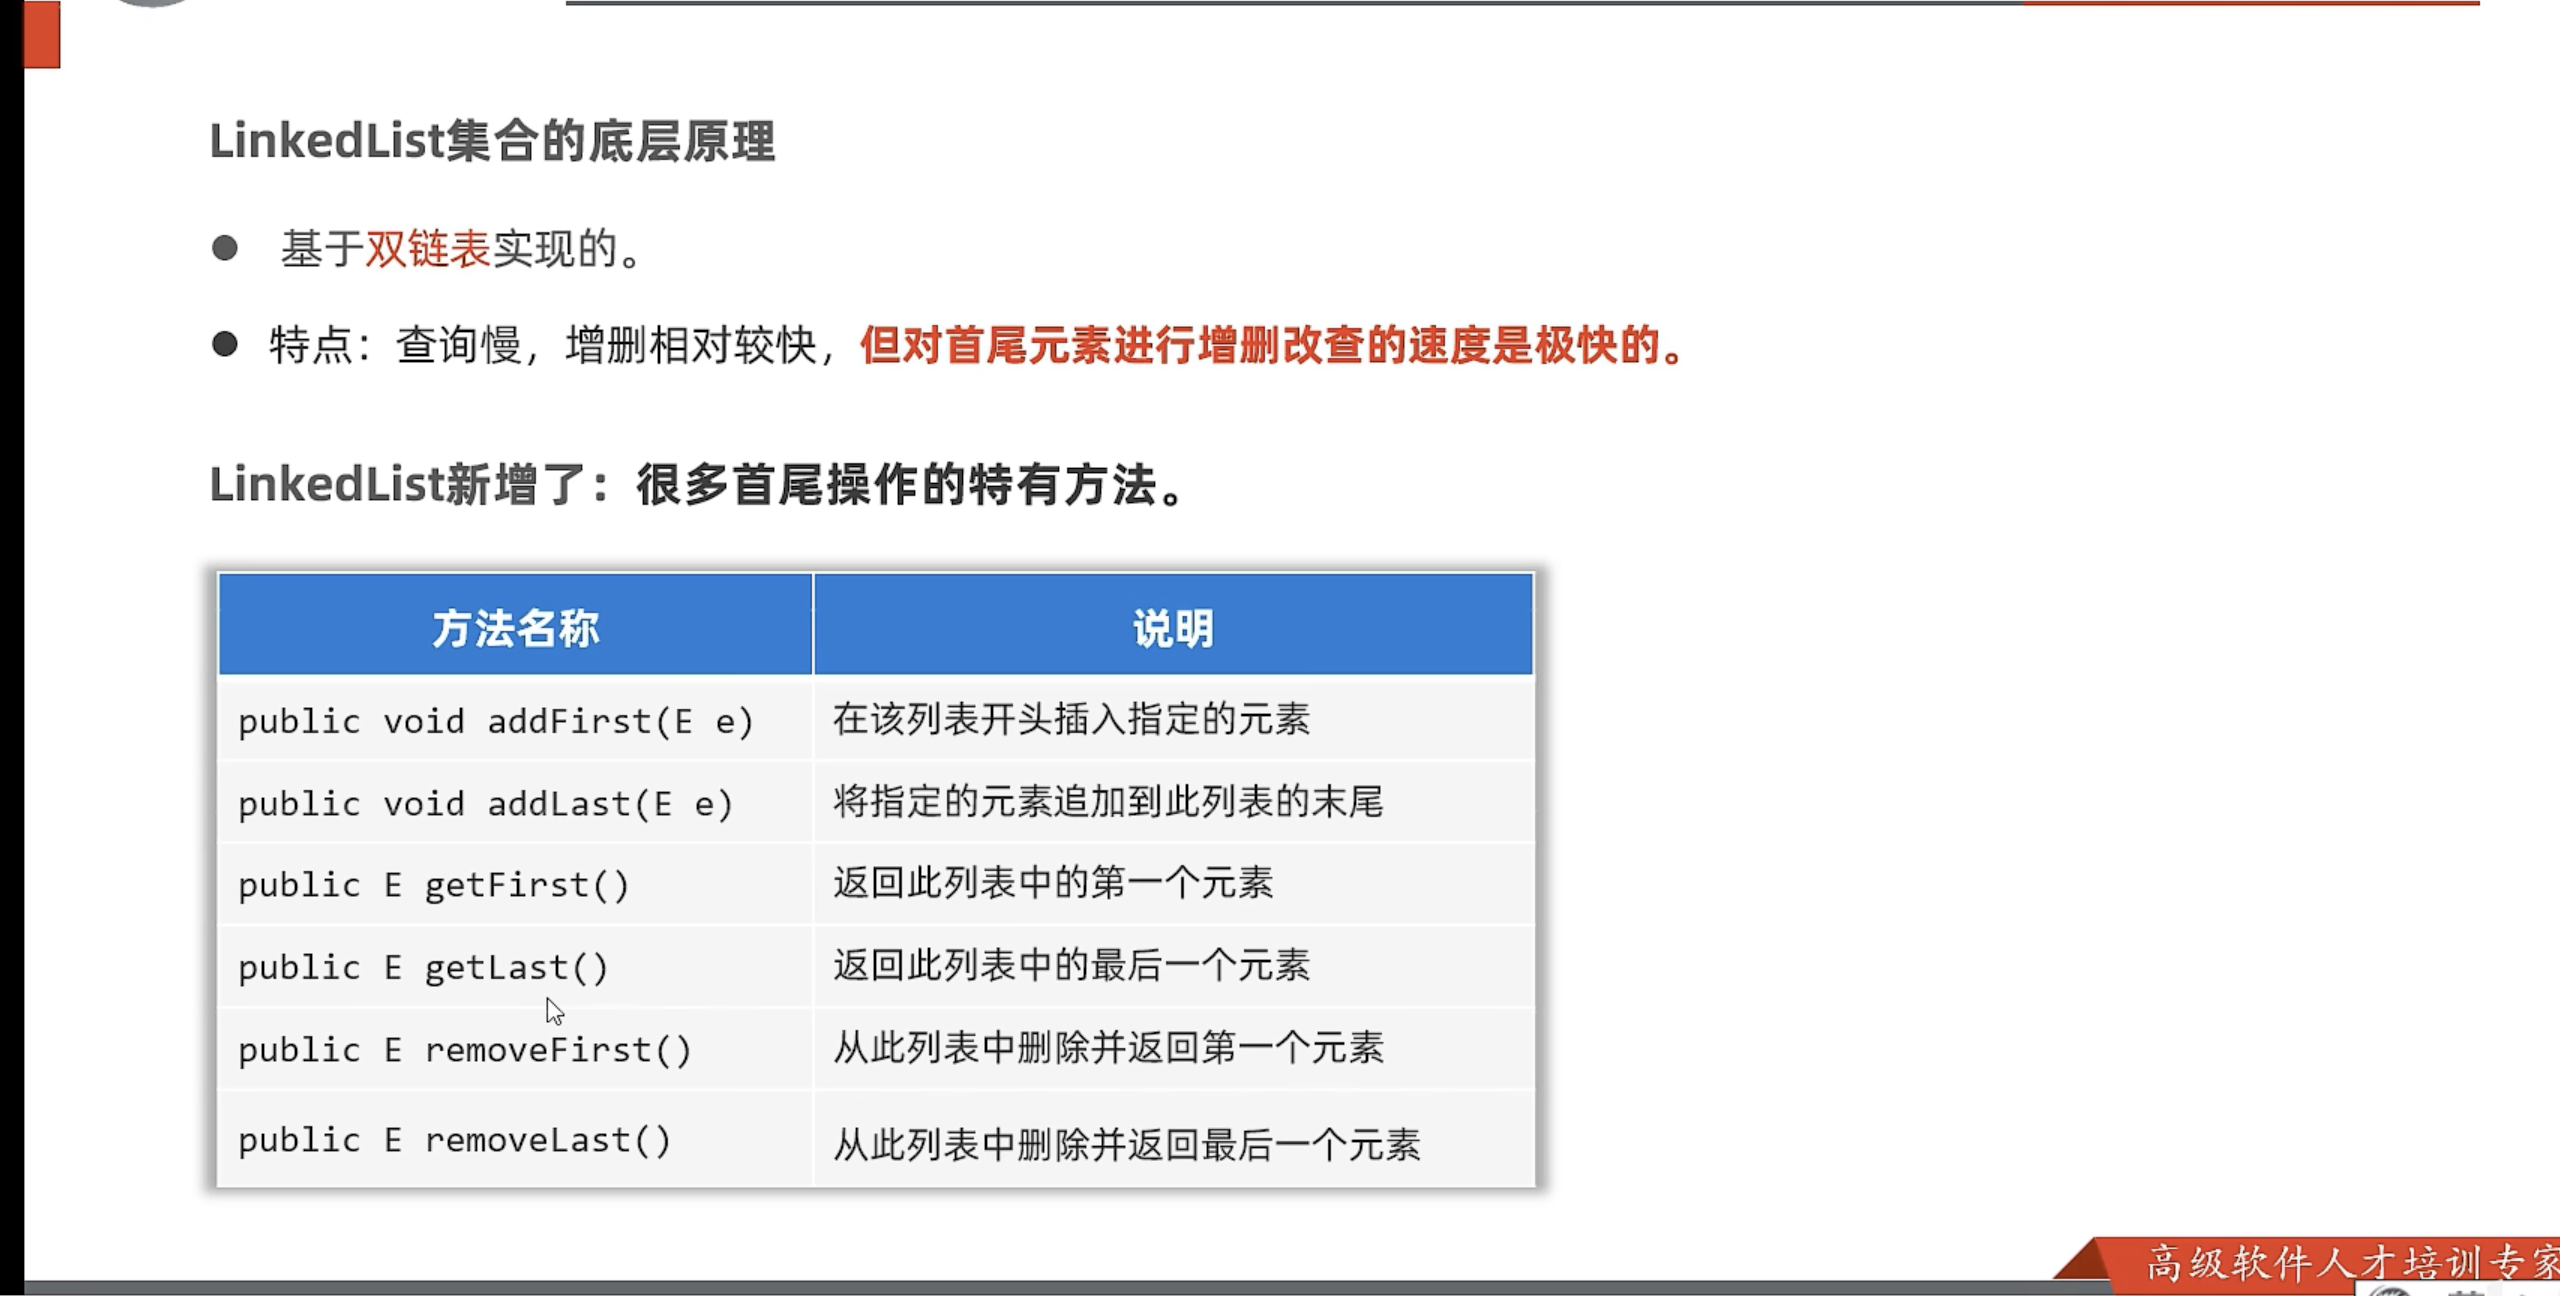 LinkedList集合的底层原理
基于双链表实现的。
特点：查询慢，增删相对较快，但对首尾元素进行增删改查的速度是极快的。
LinkedList新增了：很多首尾操作的特有方法。
方法名称 说明
public void addFirst(E e) 在该列表开头插入指定的元素
public void addLast(E e) 将指定的元素追加到此列表的末尾
public E getFirst() 返回此列表中的第一个元素
public E getLast() 返回此列表中的最后一个元素
public E removeFirst() 从此列表中删除并返回第一个元素
public E removeLast() 从此列表中删除并返回最后一个元素
高级软件人才培训专家